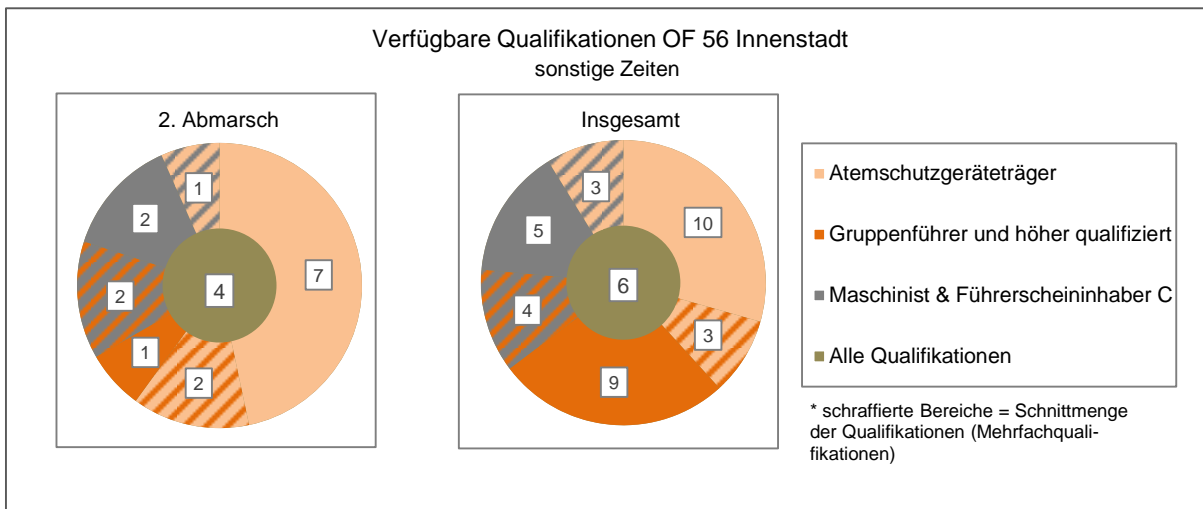 Verfügbare Qualifikationen OF 56 Innenstadt
sonstige Zeiten
2. Abmarsch
1
2
7
2
4
1
2
Insgesamt
3
10
5
6
4
3
9
Atemschutzgeräteträger
Gruppenführer und höher qualifiziert
Maschinist & Führerscheininhaber C
Alle Qualifikationen
* schraffierte Bereiche = Schnittmenge
der Qualifikationen (Mehrfachquali-
fikationen)